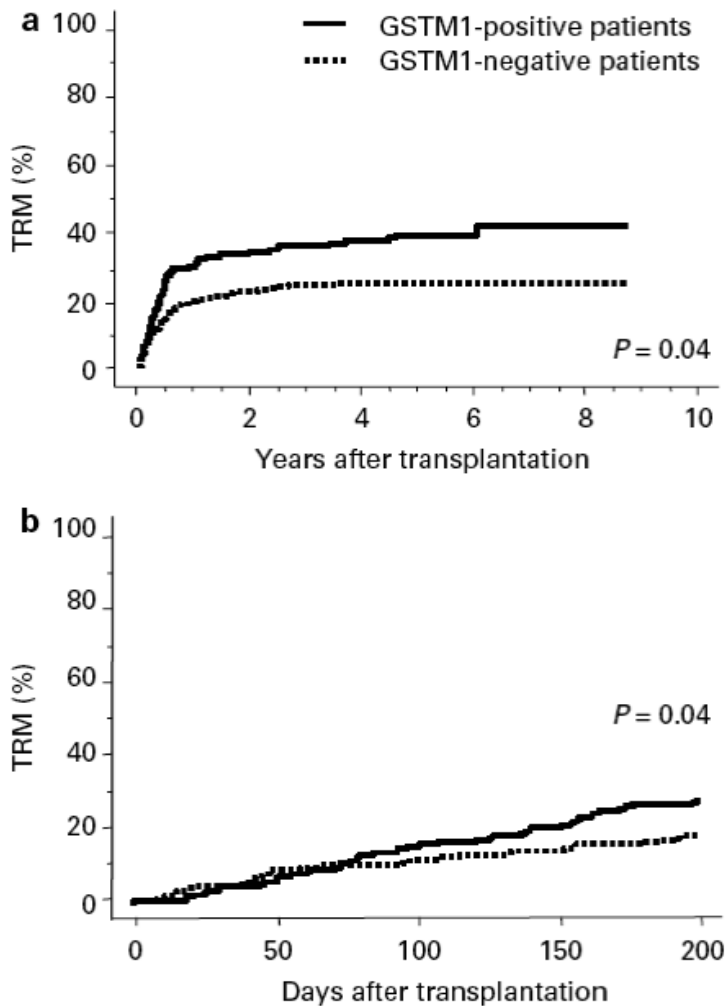 a
GSTM1-positive patients
GSTM1-negative patients
TRM (%)
100
80
60
40
20
0
P = 0.04
0 2 4 6 8 10
Years after transplantation
b
TRM (%)
100
80
60
40
20
0
P = 0.04
0 50 100 150 200
Days after transplantation